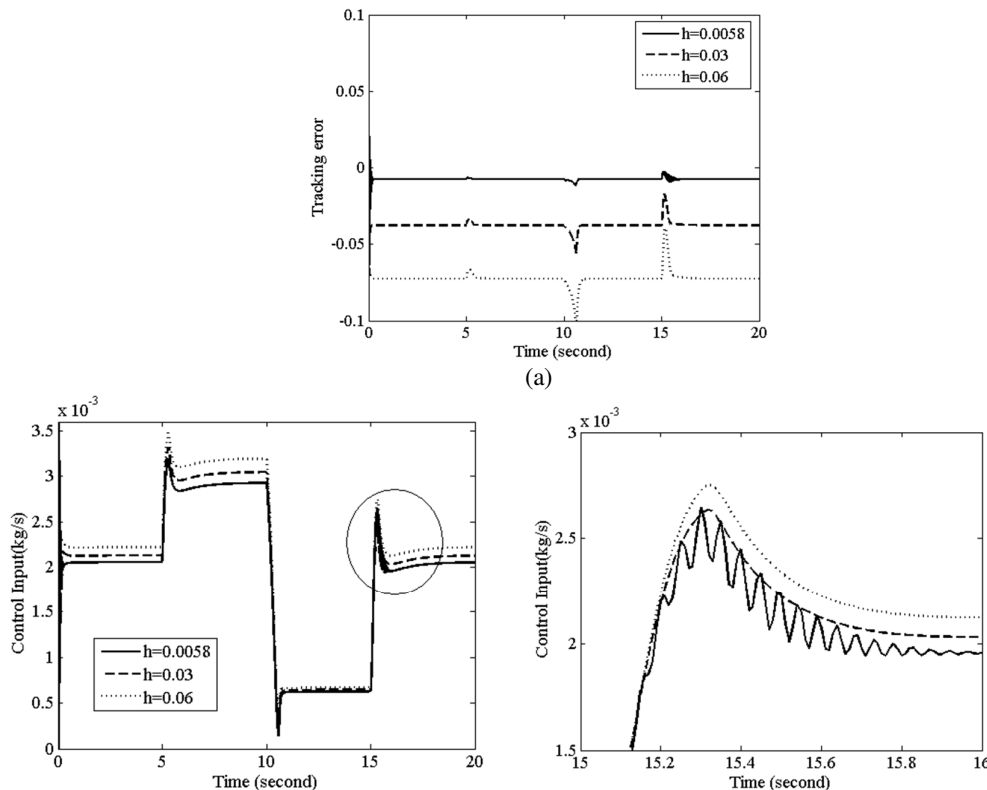 0.1
0.05
0
-0.05
-0.1
Tracking error
h=0.0058
h=0.03
h=0.06
0 5 10 15 20
Time (second)
(a)
x 10⁻³
3.5
3
2.5
2
1.5
1
0.5
0
Control Input(kg/s)
h=0.0058
h=0.03
h=0.06
0 5 10 15 20
Time (second)
x 10⁻³
3
2.5
2
1.5
Control Input(kg/s)
15 15.2 15.4 15.6 15.8 16
Time (second)